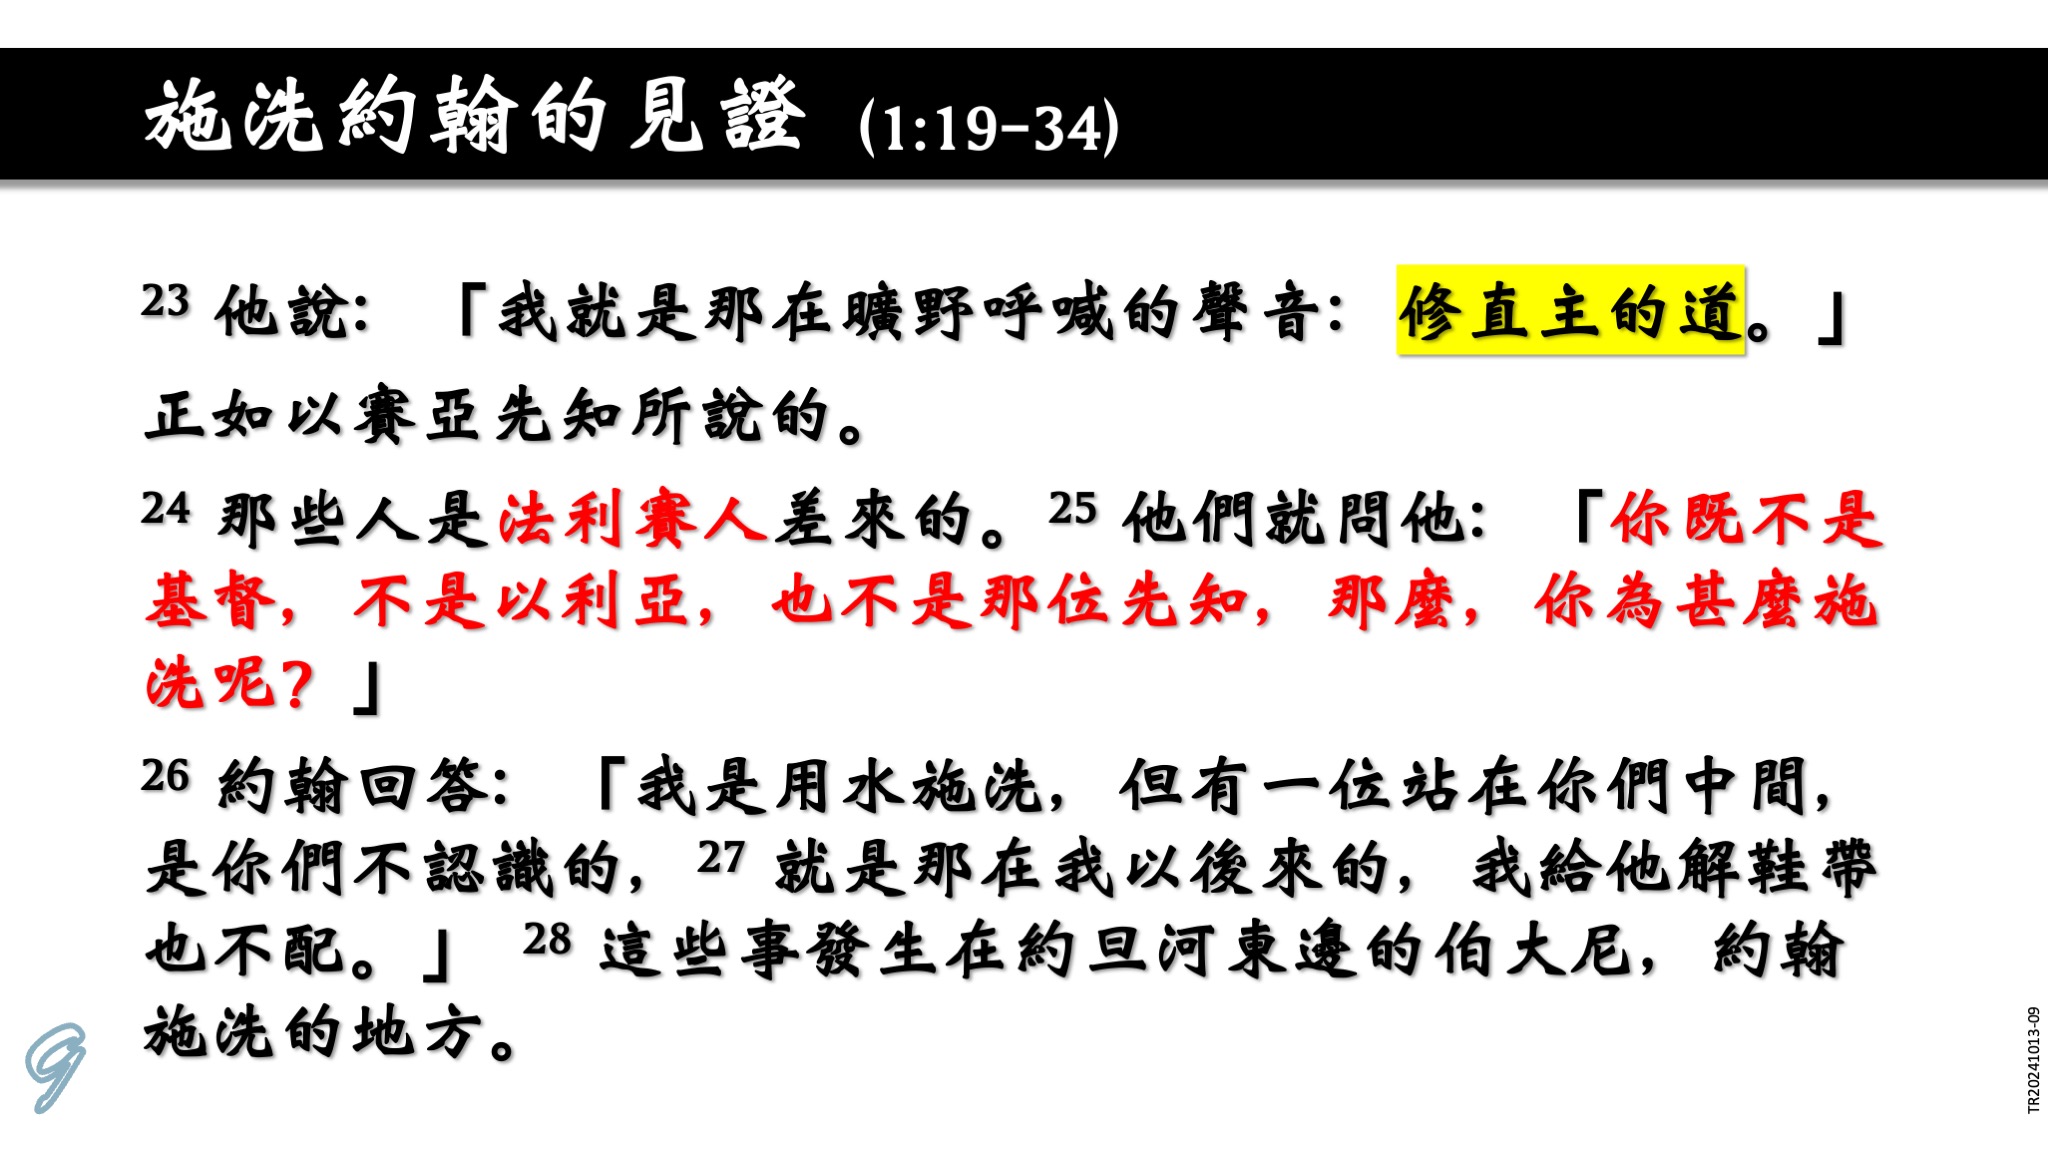 施洗約翰的見證 (1:19-34)
23 他說：「我就是那在曠野呼喊的聲音：修直主的道。」
正如以賽亞先知所說的。
24 那些人是法利賽人差來的。25 他們就問他：「你既不是
基督，不是以利亞，也不是那位先知，那麼，你為甚麼施
洗呢？」
26 約翰回答：「我是用水施洗，但有一位站在你們中間，
是你們不認識的，27 就是那在我以後來的，我給他解鞋帶
也不配。」 28 這些事發生在約旦河東邊的伯大尼，約翰
施洗的地方。
9
TR20241013-09